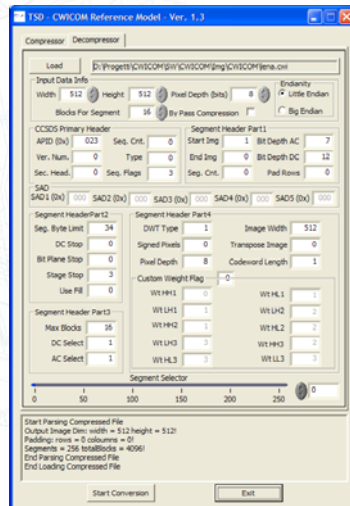 TSD - CWICOM Reference Model - Ver. 1.3
Compressor Decompressor
Load D:\Progetti\CWICOM\SW\CWICOM\Img\CWICOM\lena.cwi
Input Data Info Endianity
Width 512 Height 512 Pixel Depth (bits) 8 Little Endian
Blocks For Segment 16 By Pass Compression Big Endian
CCSDS Primary Header Segment Header Part1
APID (0x) 023 Seq. Cnt. 0 Start Img 1 Bit Depth AC 7
Ver. Num. 0 Type 0 End Img 0 Bit Depth DC 12
Sec. Head. 0 Seq. Flags 3 Seq. Cnt. 0 Pad Rows 0
SAD
SAD1 (0x) 000 SAD2 (0x) 000 SAD3 (0x) 000 SAD4 (0x) 000 SAD5 (0x) 000
Segment HeaderPart2 Segment Header Part4
Seg. Byte Limit 34 DWT Type 1 Image Width 512
DC Stop 0 Signed Pixels 0 Transpose Image 0
Bit Plane Stop 0 Pixel Depth 8 Codeword Length 1
Stage Stop 3 Custom Weight Flag 0
Use Fill 0 Wt HH1 0 Wt HL1 1
Segment Header Part3 Wt LH1 1 Wt LH2 2
Max Blocks 16 Wt HH2 1 Wt HL2 2
DC Select 1 Wt LH3 3 Wt HH3 2
AC Select 1 Wt HL3 3 Wt LL3 3
Segment Selector
0 50 100 150 200 250 0
Start Parsing Compressed File
Output Image Dim: width = 512 height = 512!
Padding: rows = 0 coloumns = 0!
Segments = 256 totalBlocks = 4096!
End Parsing Compressed File
End Loading Compressed File
Start Conversion Exit